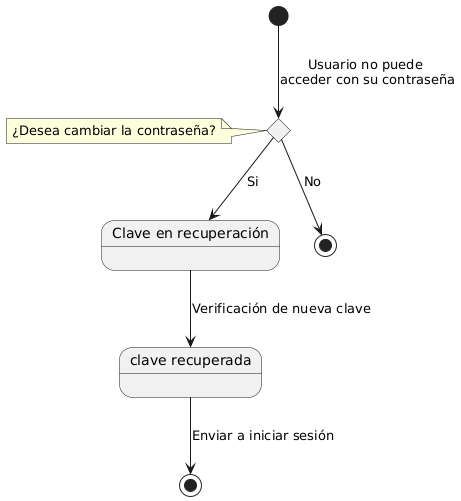 Usuario no puede
acceder con su contraseña
¿Desea cambiar la contraseña?
Si
No
Clave en recuperación
Verificación de nueva clave
clave recuperada
Enviar a iniciar sesión